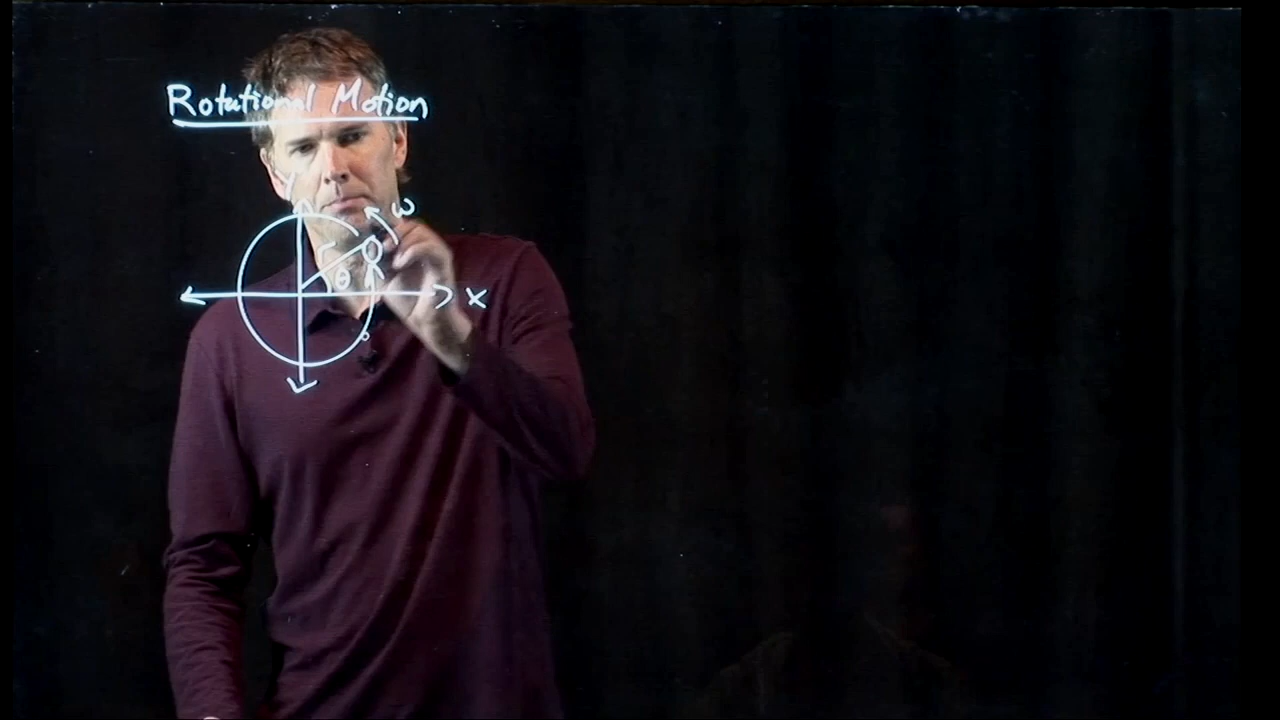 Rotational Motion
Y
ω
r
θ
x